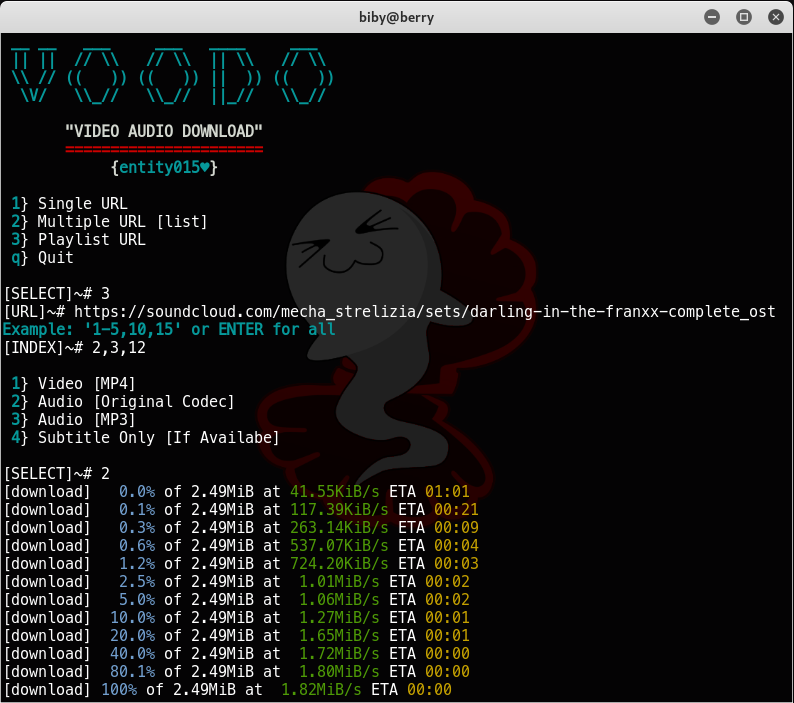 biby@berry
VOODO
"VIDEO AUDIO DOWNLOAD"
======================
{entity015♥}
1} Single URL
2} Multiple URL [list]
3} Playlist URL
q} Quit
[SELECT]~# 3
[URL]~# https://soundcloud.com/mecha_strelizia/sets/darling-in-the-franxx-complete_ost
Example: '1-5,10,15' or ENTER for all
[INDEX]~# 2,3,12
1} Video [MP4]
2} Audio [Original Codec]
3} Audio [MP3]
4} Subtitle Only [If Availabe]
[SELECT]~# 2
[download]   0.0% of 2.49MiB at 41.55KiB/s ETA 01:01
[download]   0.1% of 2.49MiB at 117.39KiB/s ETA 00:21
[download]   0.3% of 2.49MiB at 263.14KiB/s ETA 00:09
[download]   0.6% of 2.49MiB at 537.07KiB/s ETA 00:04
[download]   1.2% of 2.49MiB at 724.20KiB/s ETA 00:03
[download]   2.5% of 2.49MiB at  1.01MiB/s ETA 00:02
[download]   5.0% of 2.49MiB at  1.06MiB/s ETA 00:02
[download]  10.0% of 2.49MiB at  1.27MiB/s ETA 00:01
[download]  20.0% of 2.49MiB at  1.65MiB/s ETA 00:01
[download]  40.0% of 2.49MiB at  1.72MiB/s ETA 00:00
[download]  80.1% of 2.49MiB at  1.80MiB/s ETA 00:00
[download] 100% of 2.49MiB at  1.82MiB/s ETA 00:00